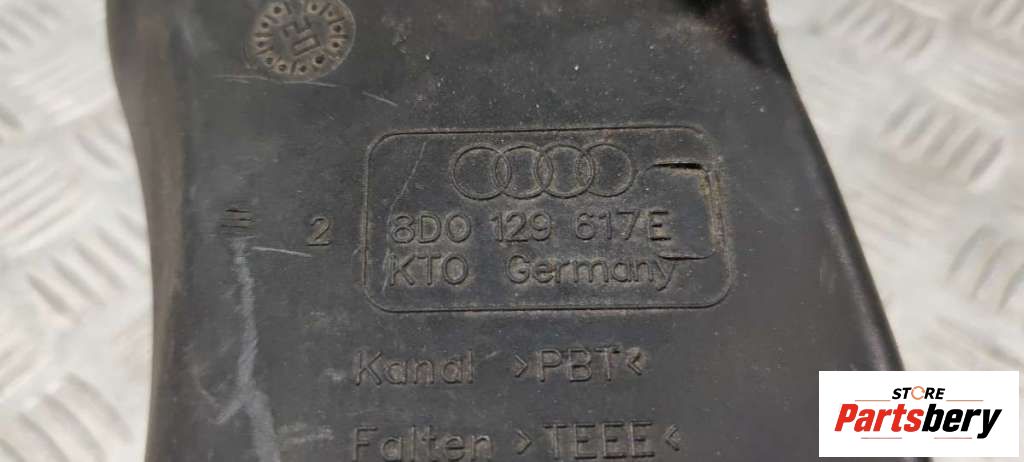 2
8D0 129 617E
KTO Germany
Kanal >PBT<
Falten >TEEE<
STORE
Partsbery